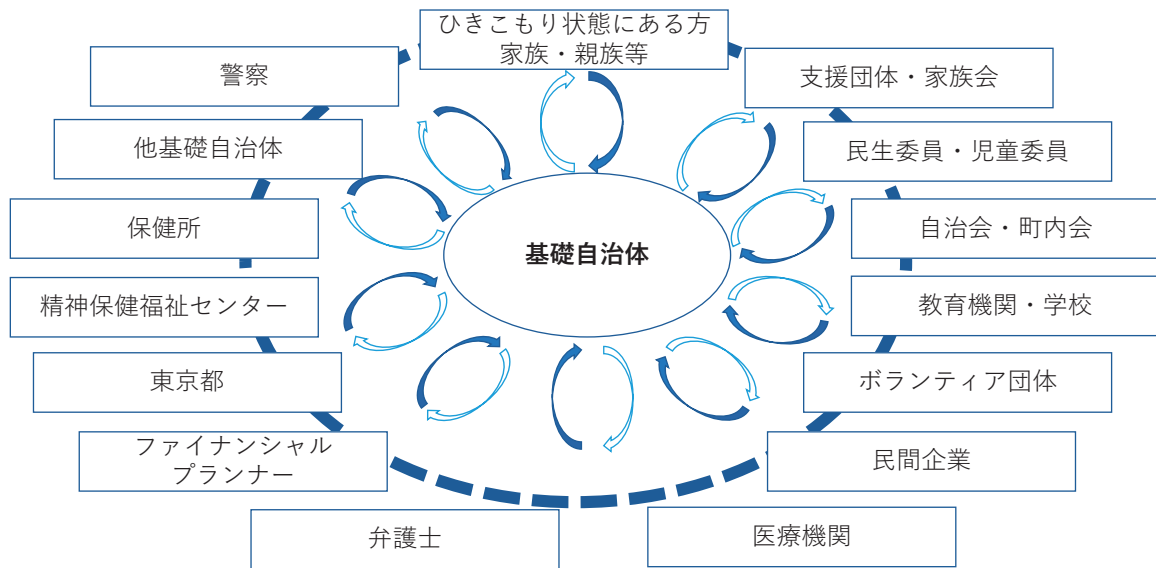 ひきこもり状態にある方
家族・親族等
警察
支援団体・家族会
他基礎自治体
民生委員・児童委員
保健所
自治会・町内会
基礎自治体
精神保健福祉センター
教育機関・学校
東京都
ボランティア団体
ファイナンシャル
プランナー
民間企業
弁護士
医療機関